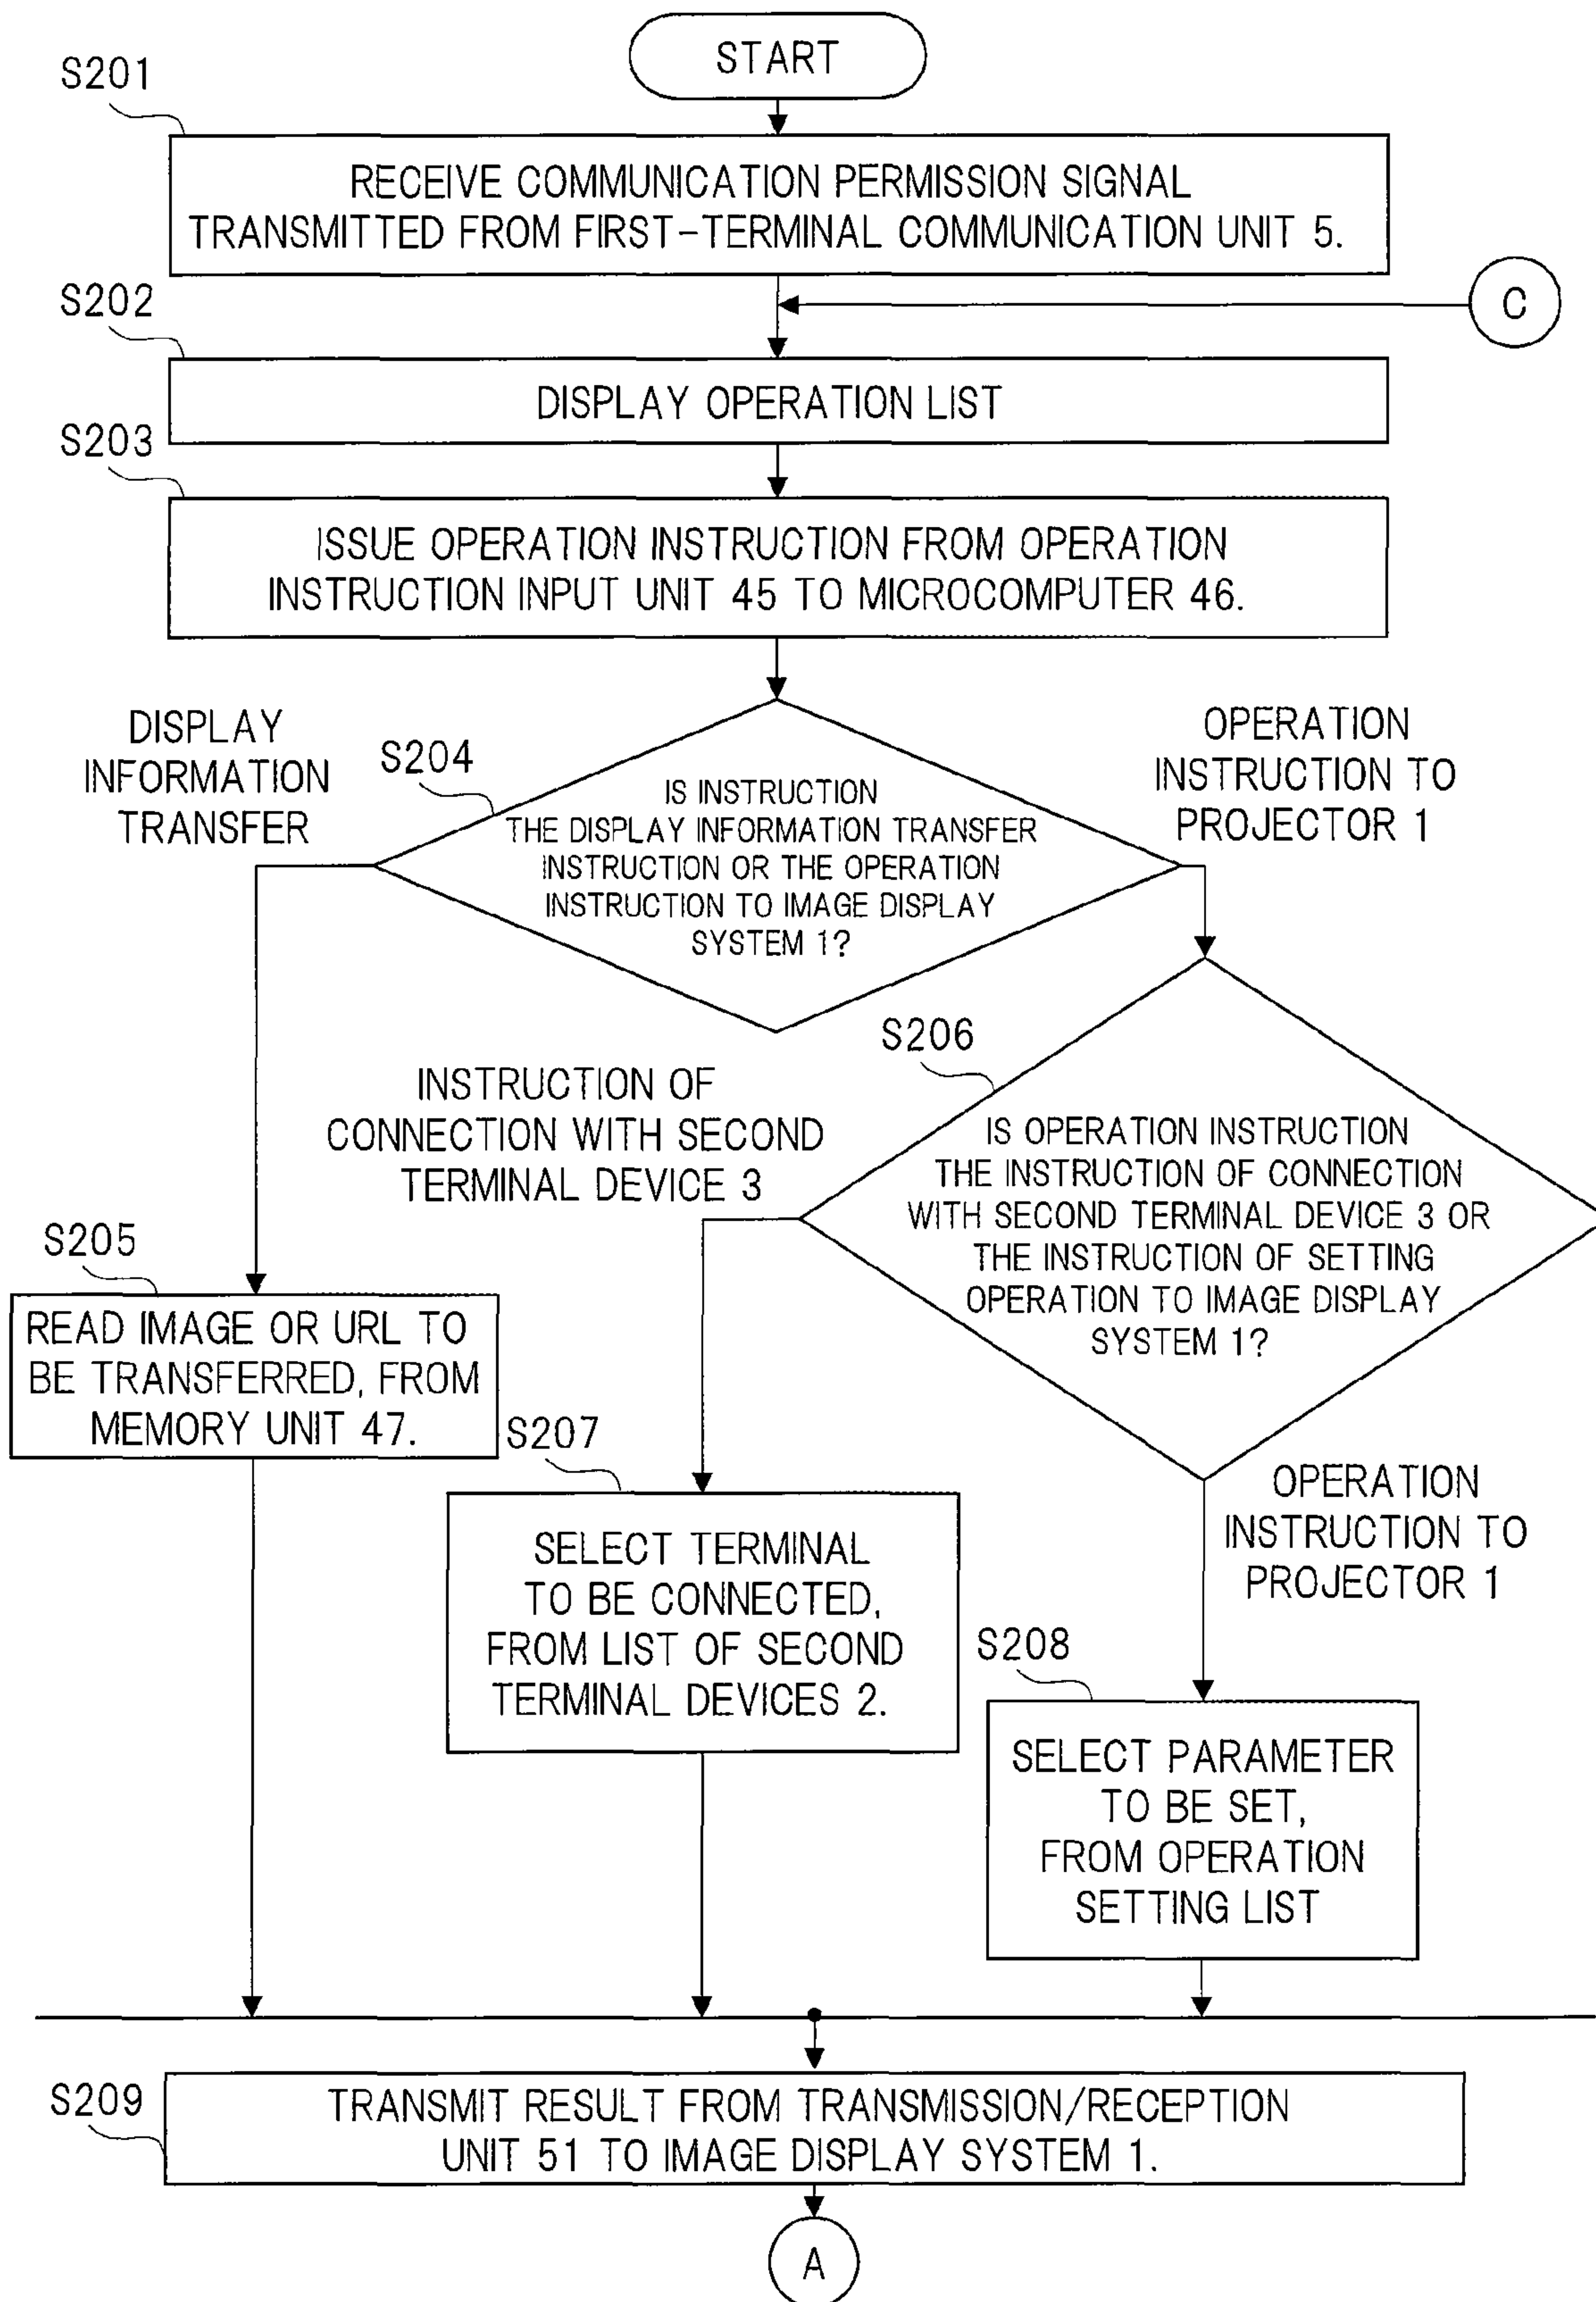 START
S201
RECEIVE COMMUNICATION PERMISSION SIGNAL
TRANSMITTED FROM FIRST-TERMINAL COMMUNICATION UNIT 5.
C
S202
DISPLAY OPERATION LIST
S203
ISSUE OPERATION INSTRUCTION FROM OPERATION
INSTRUCTION INPUT UNIT 45 TO MICROCOMPUTER 46.
DISPLAY
INFORMATION
TRANSFER
S204
IS INSTRUCTION
THE DISPLAY INFORMATION TRANSFER
INSTRUCTION OR THE OPERATION
INSTRUCTION TO IMAGE DISPLAY
SYSTEM 1?
OPERATION
INSTRUCTION TO
PROJECTOR 1
S206
INSTRUCTION OF
CONNECTION WITH SECOND
TERMINAL DEVICE 3
IS OPERATION INSTRUCTION
THE INSTRUCTION OF CONNECTION
WITH SECOND TERMINAL DEVICE 3 OR
THE INSTRUCTION OF SETTING
OPERATION TO IMAGE DISPLAY
SYSTEM 1?
S205
READ IMAGE OR URL TO
BE TRANSFERRED, FROM
MEMORY UNIT 47.
S207
SELECT TERMINAL
TO BE CONNECTED,
FROM LIST OF SECOND
TERMINAL DEVICES 2.
OPERATION
INSTRUCTION TO
PROJECTOR 1
S208
SELECT PARAMETER
TO BE SET,
FROM OPERATION
SETTING LIST
S209
TRANSMIT RESULT FROM TRANSMISSION/RECEPTION
UNIT 51 TO IMAGE DISPLAY SYSTEM 1.
A